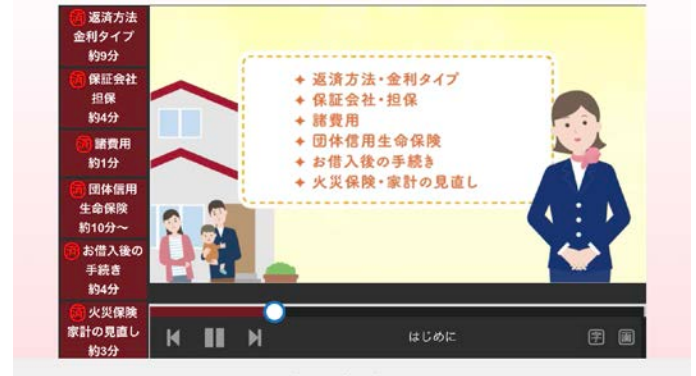 済 返済方法
金利タイプ
約9分
済 保証会社
担保
約4分
済 諸費用
約1分
済 団体信用
生命保険
約10分〜
済 お借入後の
手続き
約4分
済 火災保険
家計の見直し
約3分
✦ 返済方法・金利タイプ
✦ 保証会社・担保
✦ 諸費用
✦ 団体信用生命保険
✦ お借入後の手続き
✦ 火災保険・家計の見直し
はじめに
字 画